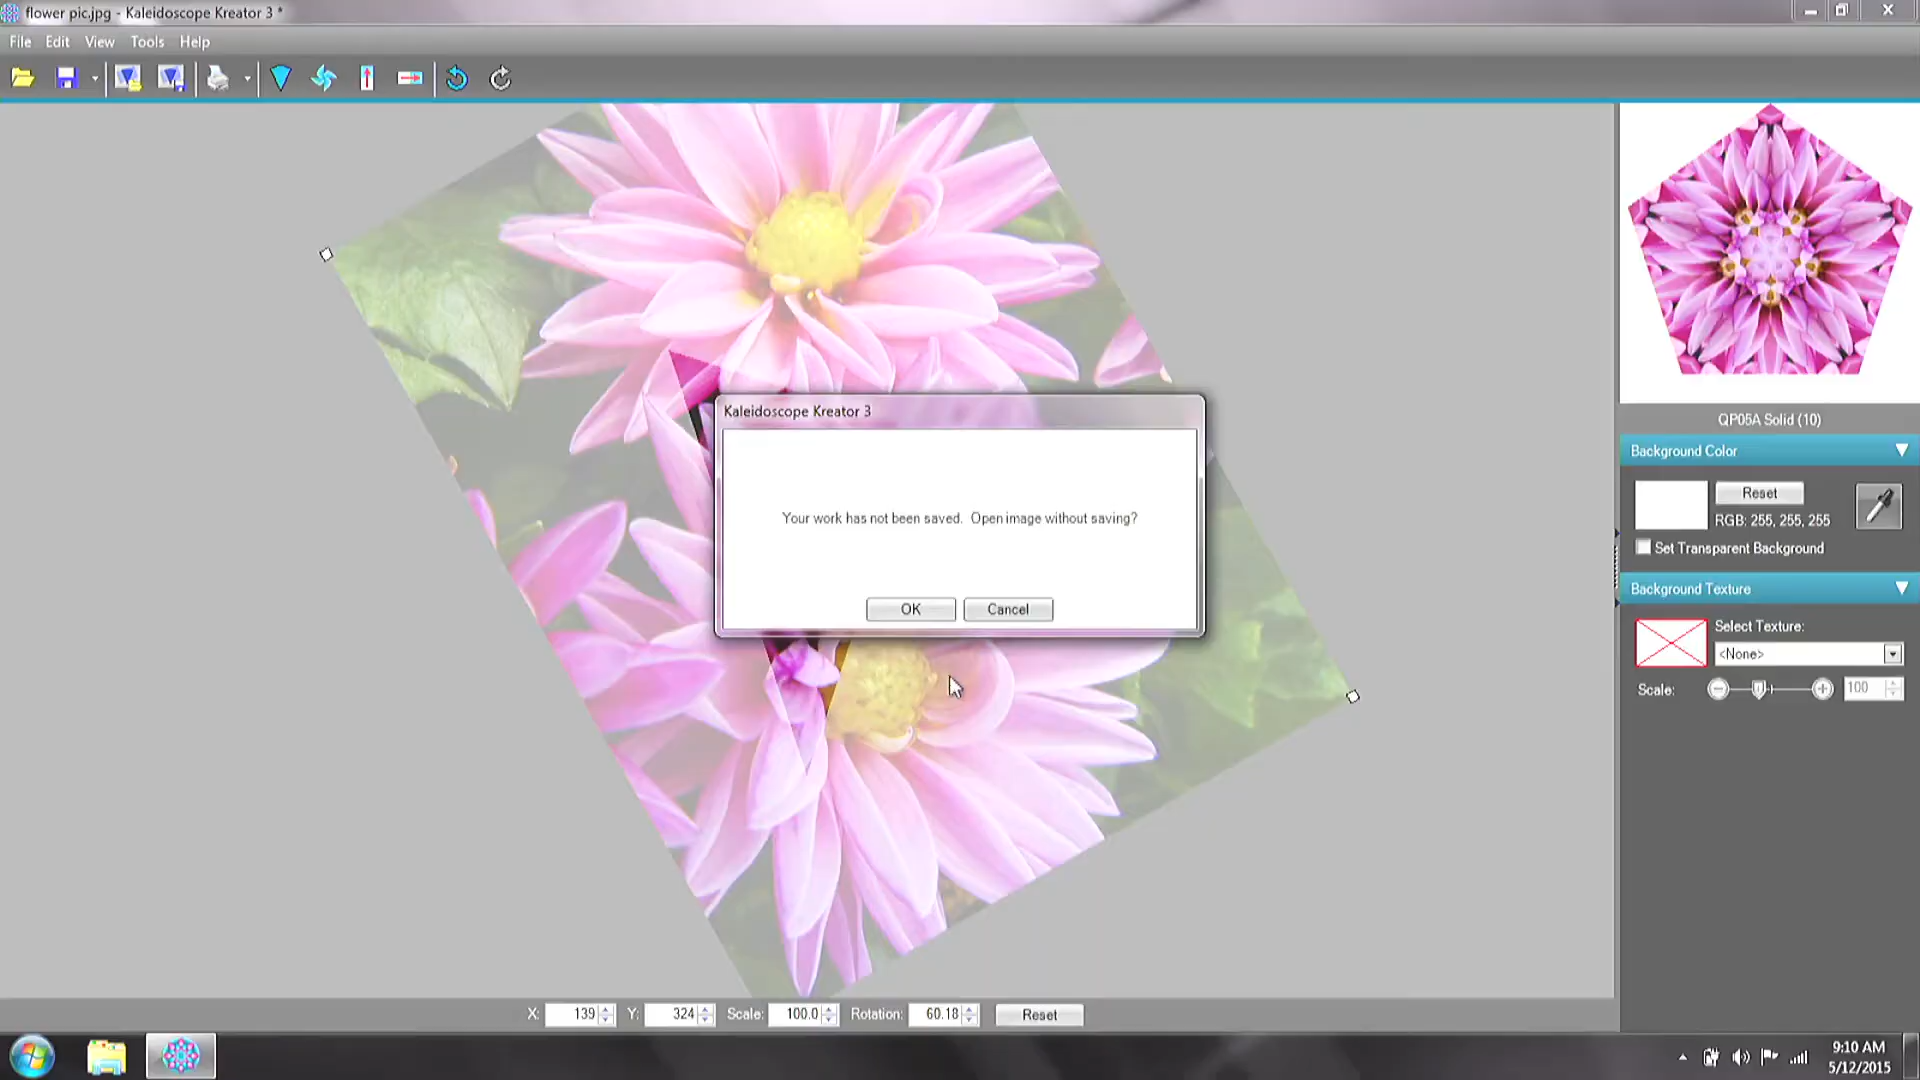 flower pic.jpg - Kaleidoscope Kreator 3 *
File Edit View Tools Help
QP05A Solid (10)
Background Color
Reset
RGB: 255, 255, 255
Set Transparent Background
Background Texture
Select Texture:
<None>
Scale: 100
Kaleidoscope Kreator 3
Your work has not been saved. Open image without saving?
OK Cancel
X: 139 Y: 324 Scale: 100.0 Rotation: 60.18 Reset
9:10 AM
5/12/2015